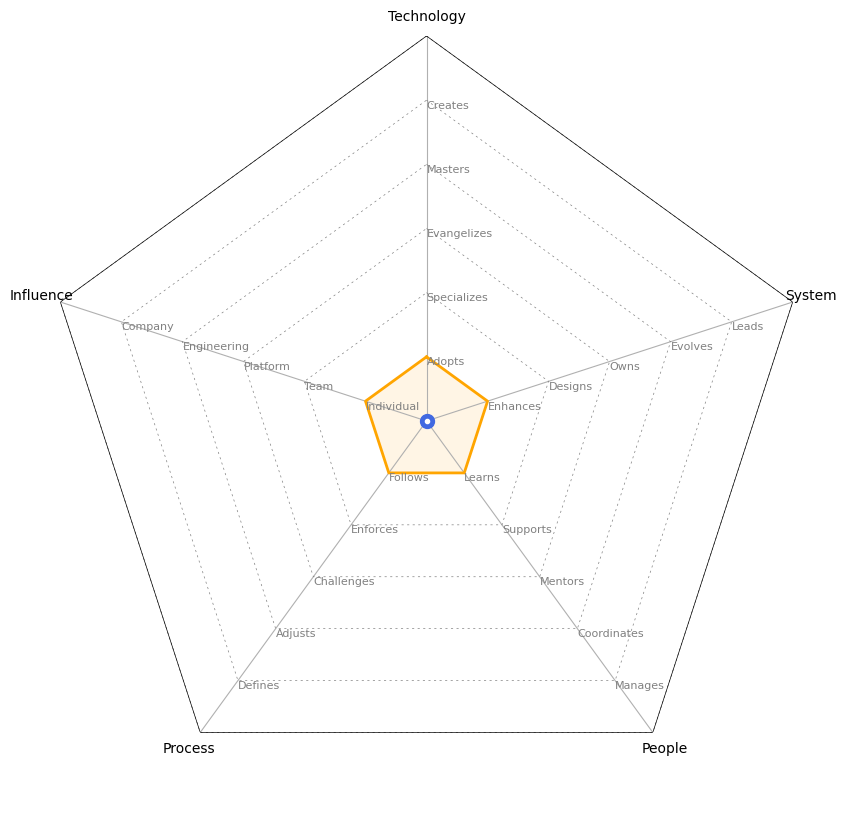 Technology
Creates
Masters
Evangelizes
Specializes
Adopts
Influence
System
Company
Leads
Engineering
Evolves
Platform
Owns
Team
Designs
Individual
Enhances
Follows
Learns
Enforces
Supports
Challenges
Mentors
Adjusts
Coordinates
Defines
Manages
Process
People